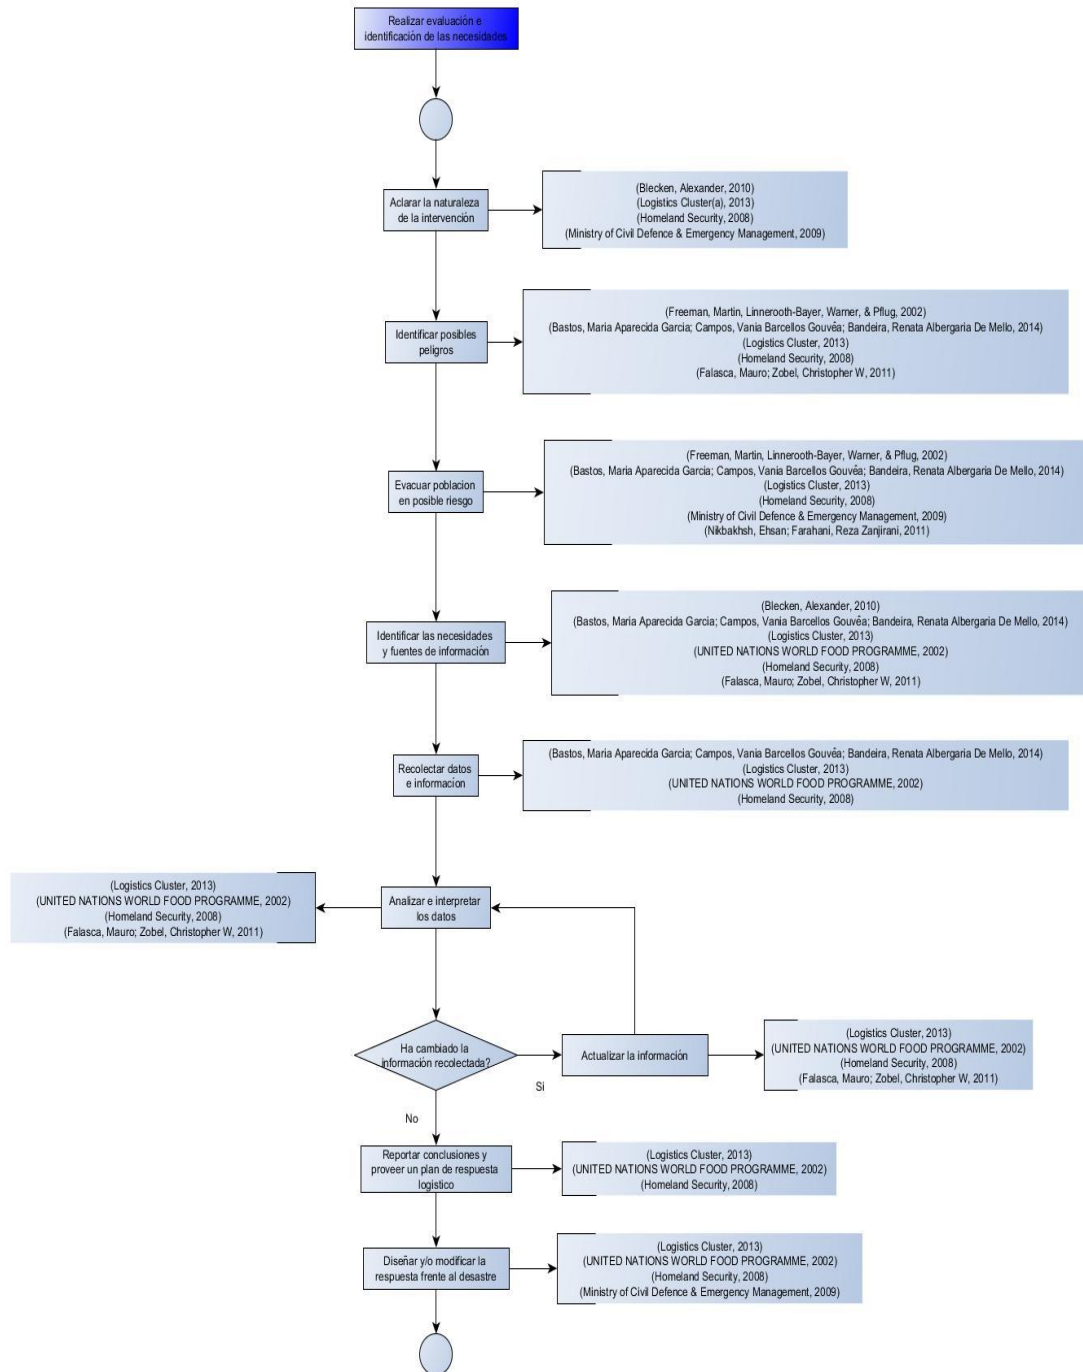 Realizar evaluación e
identificación de las necesidades
Aclarar la naturaleza
de la intervención
(Blecken, Alexander, 2010)
(Logistics Cluster(a), 2013)
(Homeland Security, 2008)
(Ministry of Civil Defence & Emergency Management, 2009)
Identificar posibles
peligros
(Freeman, Martin, Linnerooth-Bayer, Warner, & Pflug, 2002)
(Bastos, Maria Aparecida Garcia; Campos, Vania Barcellos Gouvêa; Bandeira, Renata Albergaria De Mello, 2014)
(Logistics Cluster, 2013)
(Homeland Security, 2008)
(Falasca, Mauro; Zobel, Christopher W, 2011)
Evacuar poblacion
en posible riesgo
(Freeman, Martin, Linnerooth-Bayer, Warner, & Pflug, 2002)
(Bastos, Maria Aparecida Garcia; Campos, Vania Barcellos Gouvêa; Bandeira, Renata Albergaria De Mello, 2014)
(Logistics Cluster, 2013)
(Homeland Security, 2008)
(Ministry of Civil Defence & Emergency Management, 2009)
(Nikbakhsh, Ehsan; Farahani, Reza Zanjirani, 2011)
Identificar las necesidades
y fuentes de información
(Blecken, Alexander, 2010)
(Bastos, Maria Aparecida Garcia; Campos, Vania Barcellos Gouvêa; Bandeira, Renata Albergaria De Mello, 2014)
(Logistics Cluster, 2013)
(UNITED NATIONS WORLD FOOD PROGRAMME, 2002)
(Homeland Security, 2008)
(Falasca, Mauro; Zobel, Christopher W, 2011)
Recolectar datos
e informacion
(Bastos, Maria Aparecida Garcia; Campos, Vania Barcellos Gouvêa; Bandeira, Renata Albergaria De Mello, 2014)
(Logistics Cluster, 2013)
(UNITED NATIONS WORLD FOOD PROGRAMME, 2002)
(Homeland Security, 2008)
(Logistics Cluster, 2013)
(UNITED NATIONS WORLD FOOD PROGRAMME, 2002)
(Homeland Security, 2008)
(Falasca, Mauro; Zobel, Christopher W, 2011)
Analizar e interpretar
los datos
Ha cambiado la
información recolectada?
Si
Actualizar la información
(Logistics Cluster, 2013)
(UNITED NATIONS WORLD FOOD PROGRAMME, 2002)
(Homeland Security, 2008)
(Falasca, Mauro; Zobel, Christopher W, 2011)
No
Reportar conclusiones y
proveer un plan de respuesta
logistico
(Logistics Cluster, 2013)
(UNITED NATIONS WORLD FOOD PROGRAMME, 2002)
(Homeland Security, 2008)
Diseñar y/o modificar la
respuesta frente al desastre
(Logistics Cluster, 2013)
(UNITED NATIONS WORLD FOOD PROGRAMME, 2002)
(Homeland Security, 2008)
(Ministry of Civil Defence & Emergency Management, 2009)